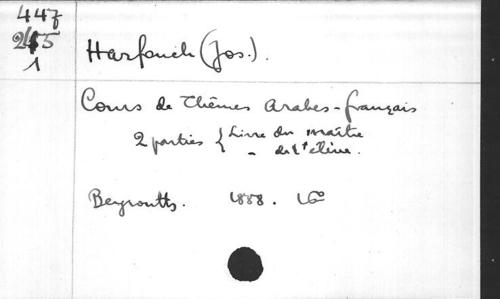 447
245
1
Harfouch (Jos.).
Cours de Thèmes arabes-français
2 parties { Livre du maître
" de l'élève.
Beyrouth. 1888. 16°